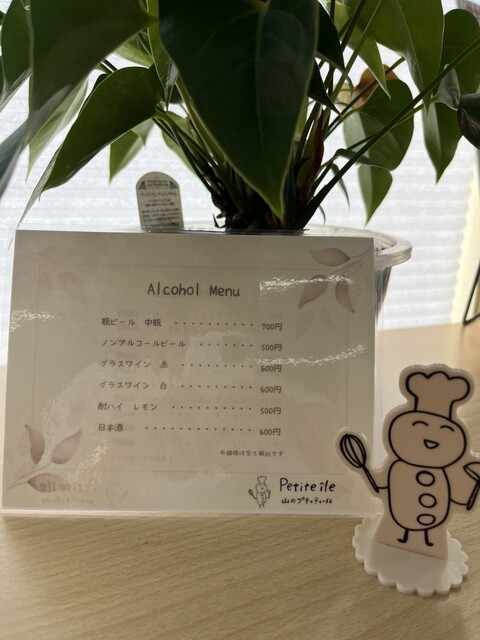 Alcohol Menu
瓶ビール 中瓶 ・・・・・・・・・・ 700円
ノンアルコールビール ・・・・・・・ 500円
グラスワイン 赤 ・・・・・・・・・ 600円
グラスワイン 白 ・・・・・・・・・ 600円
酎ハイ レモン ・・・・・・・・・ 500円
日本酒 ・・・・・・・・・・・・ 600円
※価格は全て税込です
Petite île
山のプティティール